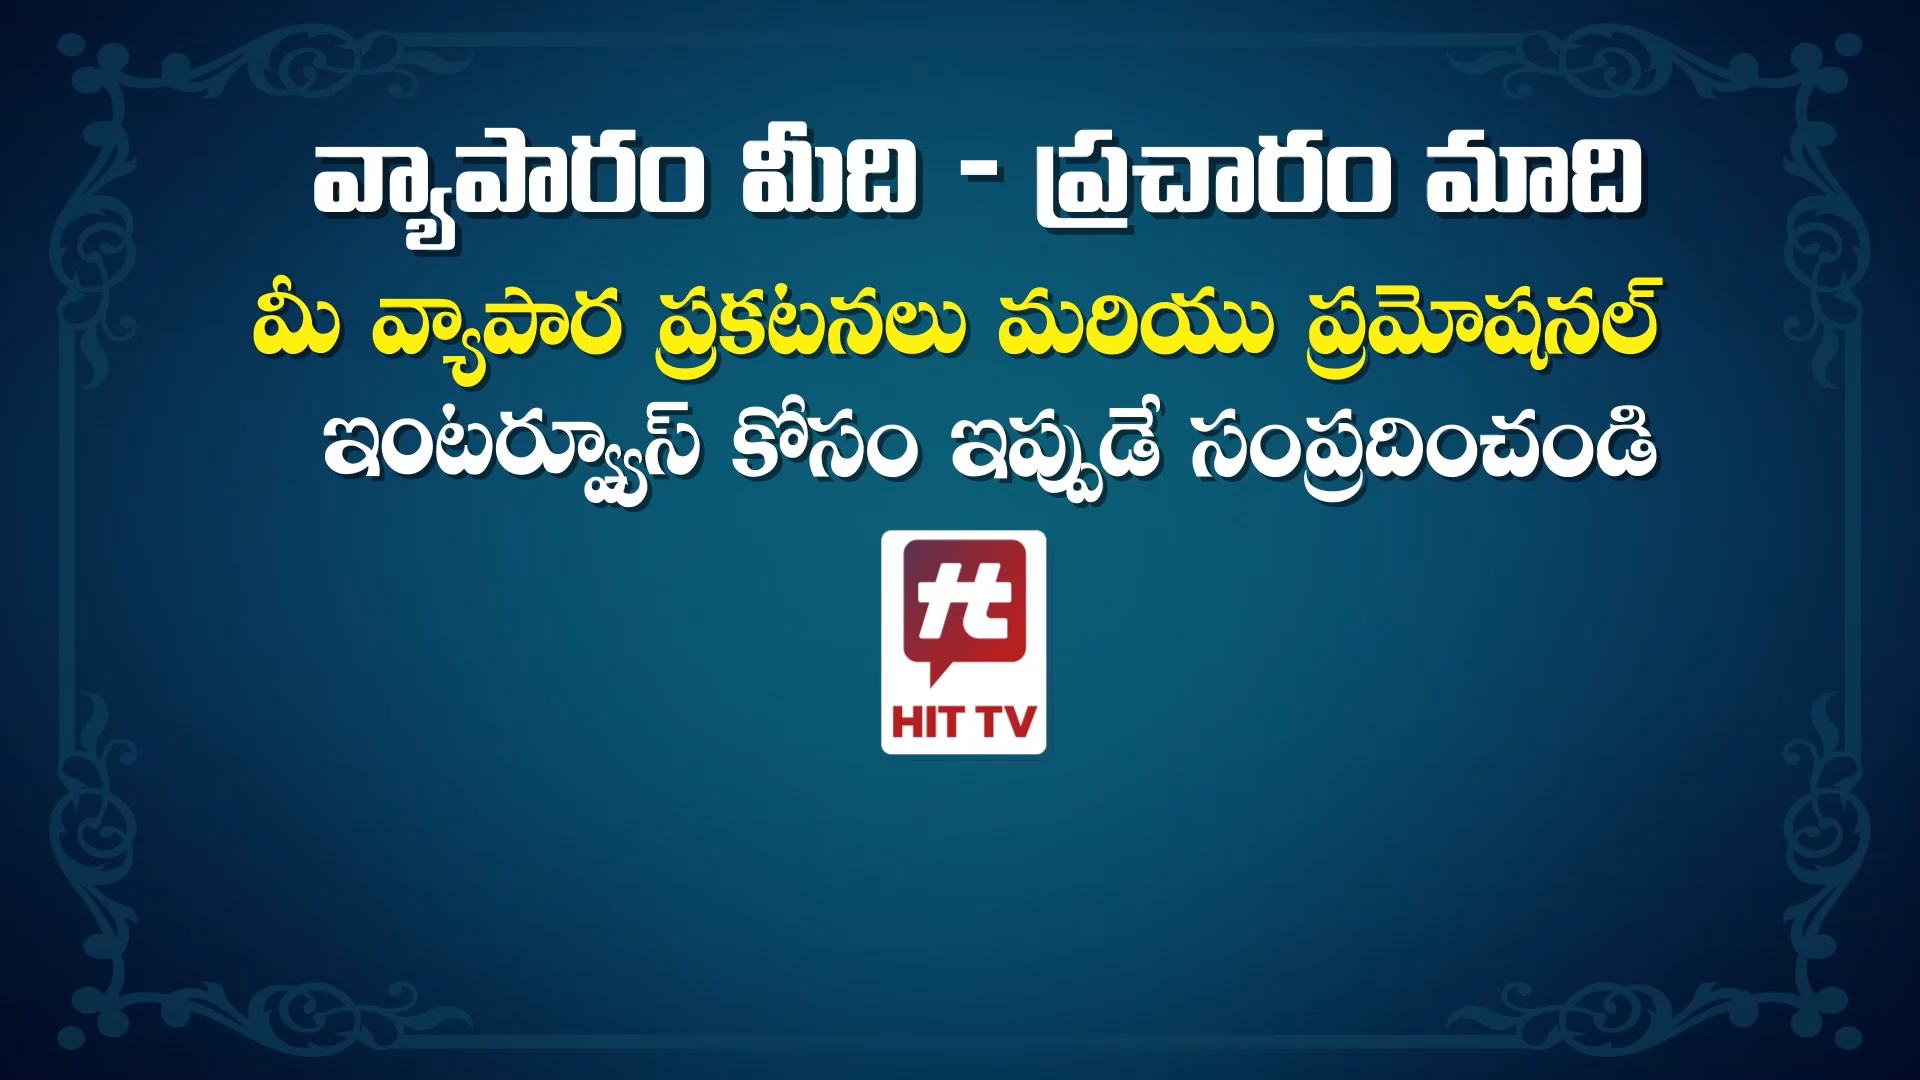 వ్యాపారం మీది - ప్రచారం మాది
మీ వ్యాపార ప్రకటనలు మరియు ప్రమోషనల్
ఇంటర్వ్యూస్ కోసం ఇప్పుడే సంప్రదించండి
HIT TV